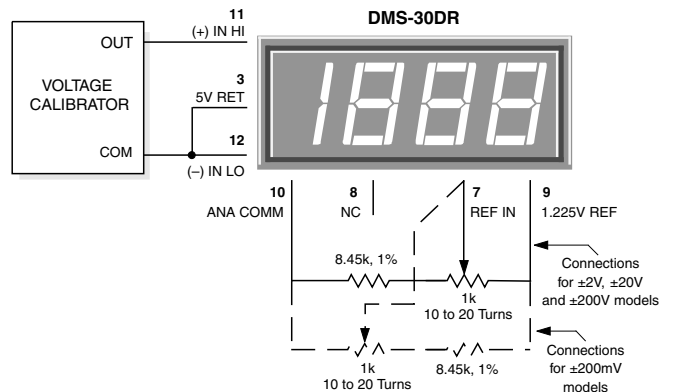 DMS-30DR
11
(+) IN HI
OUT
VOLTAGE
CALIBRATOR
3
5V RET
COM
12
(–) IN LO
1888
10
ANA COMM
8
NC
7
REF IN
9
1.225V REF
8.45k, 1%
1k
10 to 20 Turns
Connections
for ±2V, ±20V
and ±200V models
1k
10 to 20 Turns
8.45k, 1%
Connections
for ±200mV
models